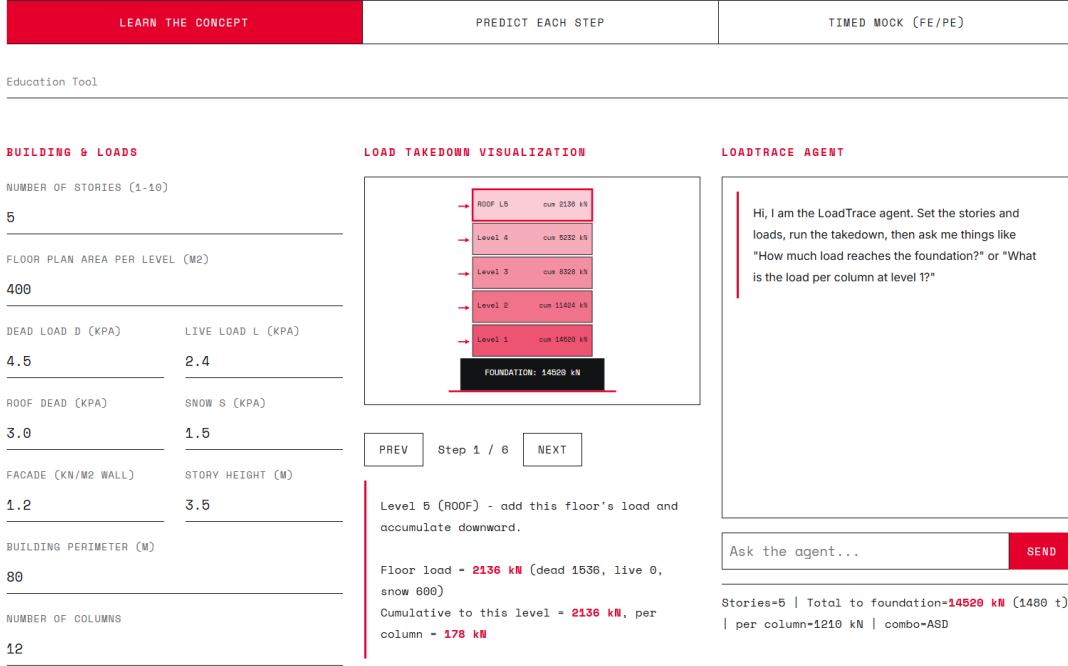 LEARN THE CONCEPT
PREDICT EACH STEP
TIMED MOCK (FE/PE)
Education Tool
BUILDING & LOADS
NUMBER OF STORIES (1-10)
5
FLOOR PLAN AREA PER LEVEL (M2)
400
DEAD LOAD D (KPA)
LIVE LOAD L (KPA)
4.5
2.4
ROOF DEAD (KPA)
SNOW S (KPA)
3.0
1.5
FACADE (KN/M2 WALL)
STORY HEIGHT (M)
1.2
3.5
BUILDING PERIMETER (M)
80
NUMBER OF COLUMNS
12
LOAD TAKEDOWN VISUALIZATION
ROOF L5 cum 2136 kN
Level 4 cum 5232 kN
Level 3 cum 8328 kN
Level 2 cum 11424 kN
Level 1 cum 14520 kN
FOUNDATION: 14520 kN
PREV
Step 1 / 6
NEXT
Level 5 (ROOF) - add this floor's load and
accumulate downward.
Floor load = 2136 kN (dead 1536, live 0,
snow 600)
Cumulative to this level = 2136 kN, per
column = 178 kN
LOADTRACE AGENT
Hi, I am the LoadTrace agent. Set the stories and
loads, run the takedown, then ask me things like
"How much load reaches the foundation?" or "What
is the load per column at level 1?"
Ask the agent...
SEND
Stories=5 | Total to foundation=14520 kN (1480 t)
| per column=1210 kN | combo=ASD